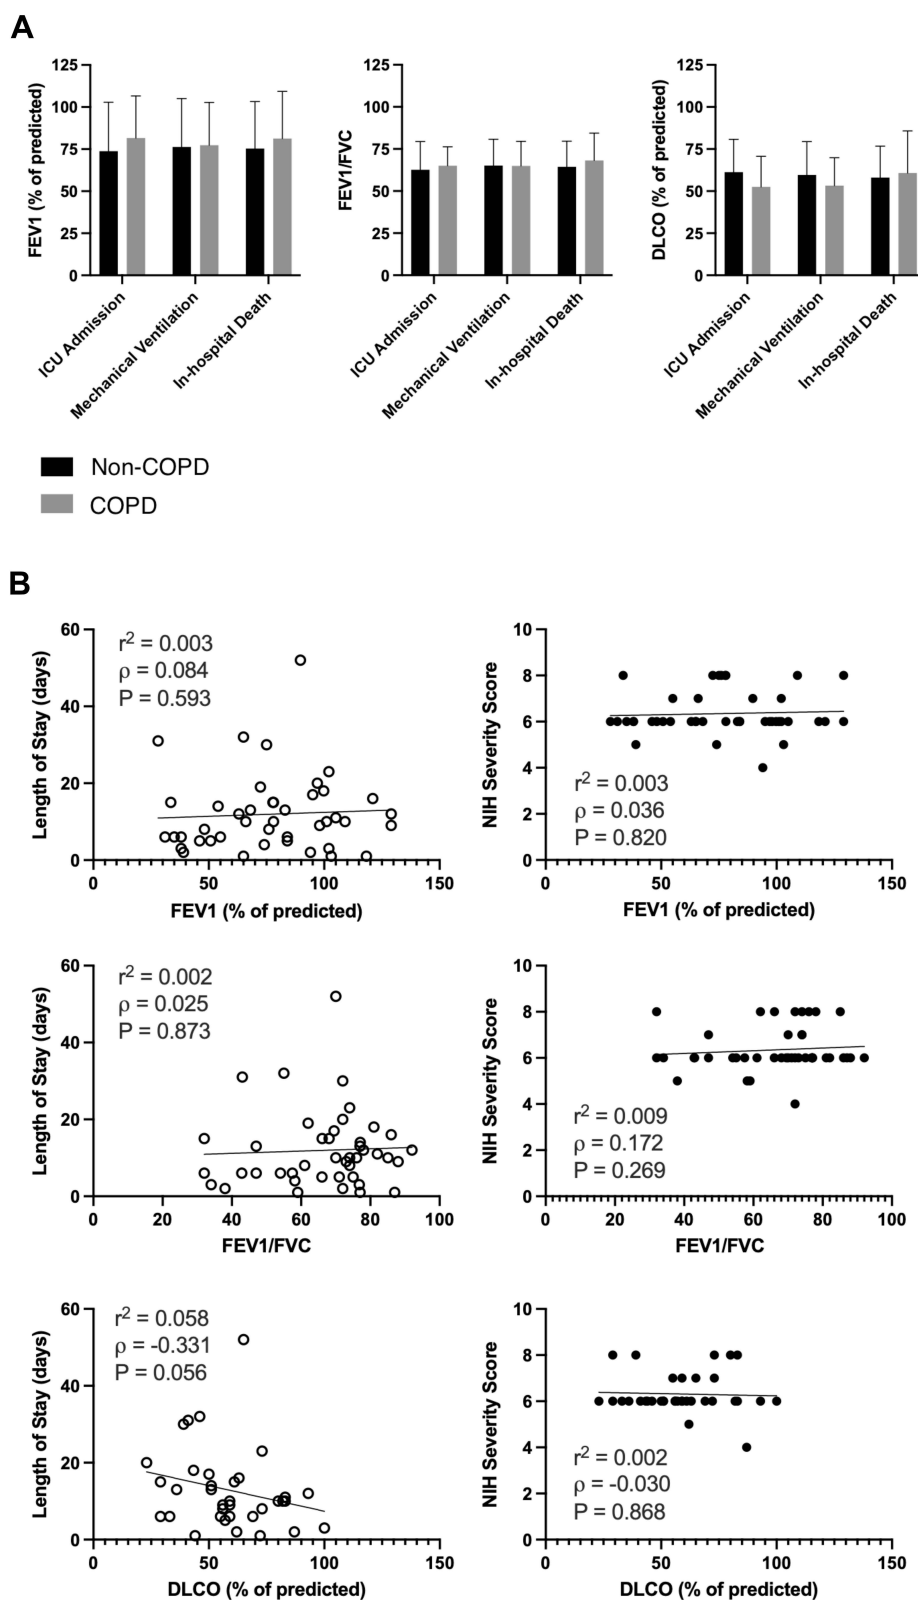 A
125
100
75
50
25
0
FEV1 (% of predicted)
ICU Admission
Mechanical Ventilation
In-hospital Death
125
100
75
50
25
0
FEV1/FVC
ICU Admission
Mechanical Ventilation
In-hospital Death
125
100
75
50
25
0
DLCO (% of predicted)
ICU Admission
Mechanical Ventilation
In-hospital Death
Non-COPD
COPD
B
60
40
20
0
Length of Stay (days)
r² = 0.003
ρ = 0.084
P = 0.593
0 50 100 150
FEV1 (% of predicted)
10
8
6
4
2
0
NIH Severity Score
r² = 0.003
ρ = 0.036
P = 0.820
0 50 100 150
FEV1 (% of predicted)
60
40
20
0
Length of Stay (days)
r² = 0.002
ρ = 0.025
P = 0.873
0 20 40 60 80 100
FEV1/FVC
10
8
6
4
2
0
NIH Severity Score
r² = 0.009
ρ = 0.172
P = 0.269
0 20 40 60 80 100
FEV1/FVC
60
40
20
0
Length of Stay (days)
r² = 0.058
ρ = -0.331
P = 0.056
0 50 100 150
DLCO (% of predicted)
10
8
6
4
2
0
NIH Severity Score
r² = 0.002
ρ = -0.030
P = 0.868
0 50 100 150
DLCO (% of predicted)